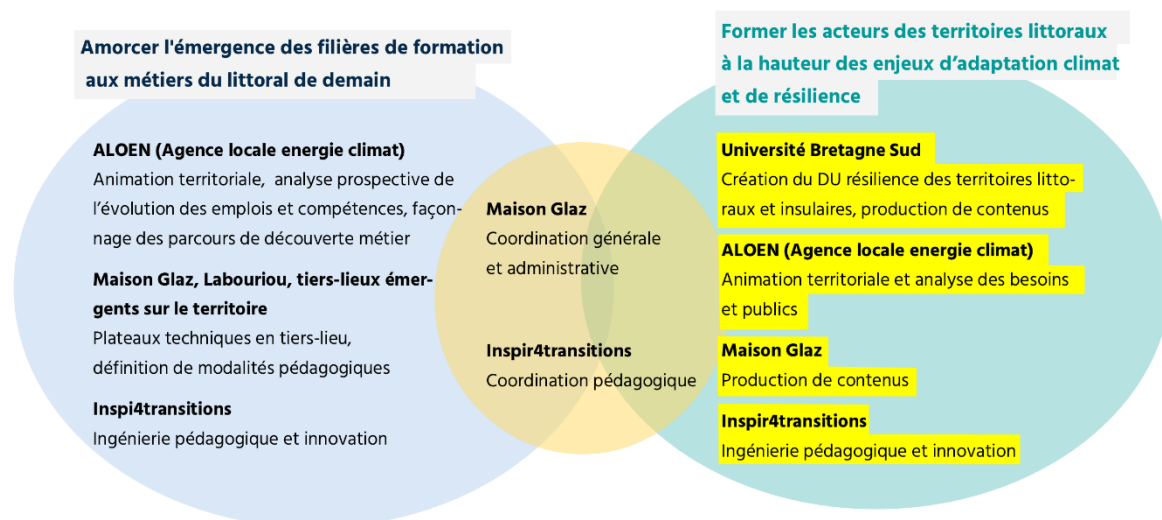 Amorcer l'émergence des filières de formation
aux métiers du littoral de demain
ALOEN (Agence locale energie climat)
Animation territoriale, analyse prospective de
l'évolution des emplois et compétences, façon-
nage des parcours de découverte métier
Maison Glaz, Labouriou, tiers-lieux émer-
gents sur le territoire
Plateaux techniques en tiers-lieu,
définition de modalités pédagogiques
Inspi4transitions
Ingénierie pédagogique et innovation
Maison Glaz
Coordination générale
et administrative
Inspir4transitions
Coordination pédagogique
Former les acteurs des territoires littoraux
à la hauteur des enjeux d'adaptation climat
et de résilience
Université Bretagne Sud
Création du DU résilience des territoires litto-
raux et insulaires, production de contenus
ALOEN (Agence locale energie climat)
Animation territoriale et analyse des besoins
et publics
Maison Glaz
Production de contenus
Inspir4transitions
Ingénierie pédagogique et innovation